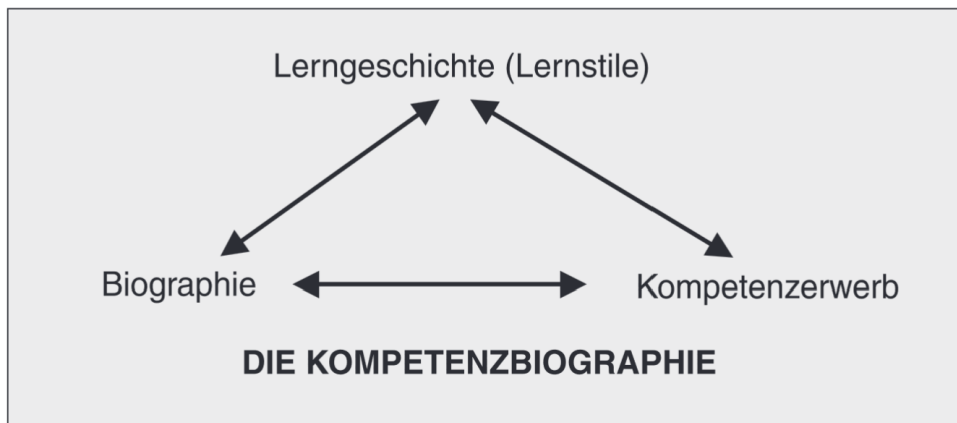 Lerngeschichte (Lernstile)
Biographie
Kompetenzerwerb
DIE KOMPETENZBIOGRAPHIE